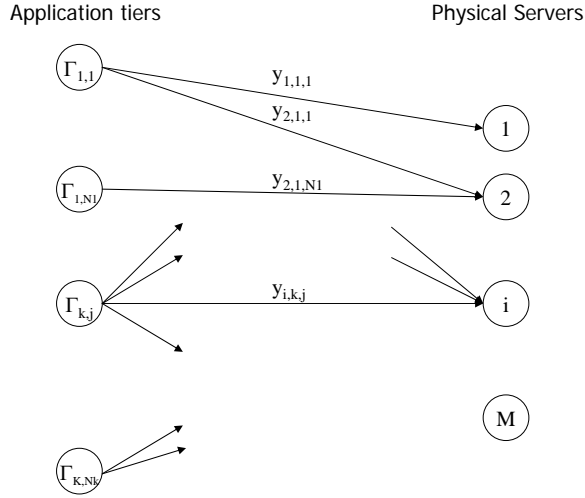 Application tiers
Physical Servers
Γ1,1
y1,1,1
y2,1,1
1
Γ1,N1
y2,1,N1
2
Γk,j
yi,k,j
i
M
ΓK,Nk